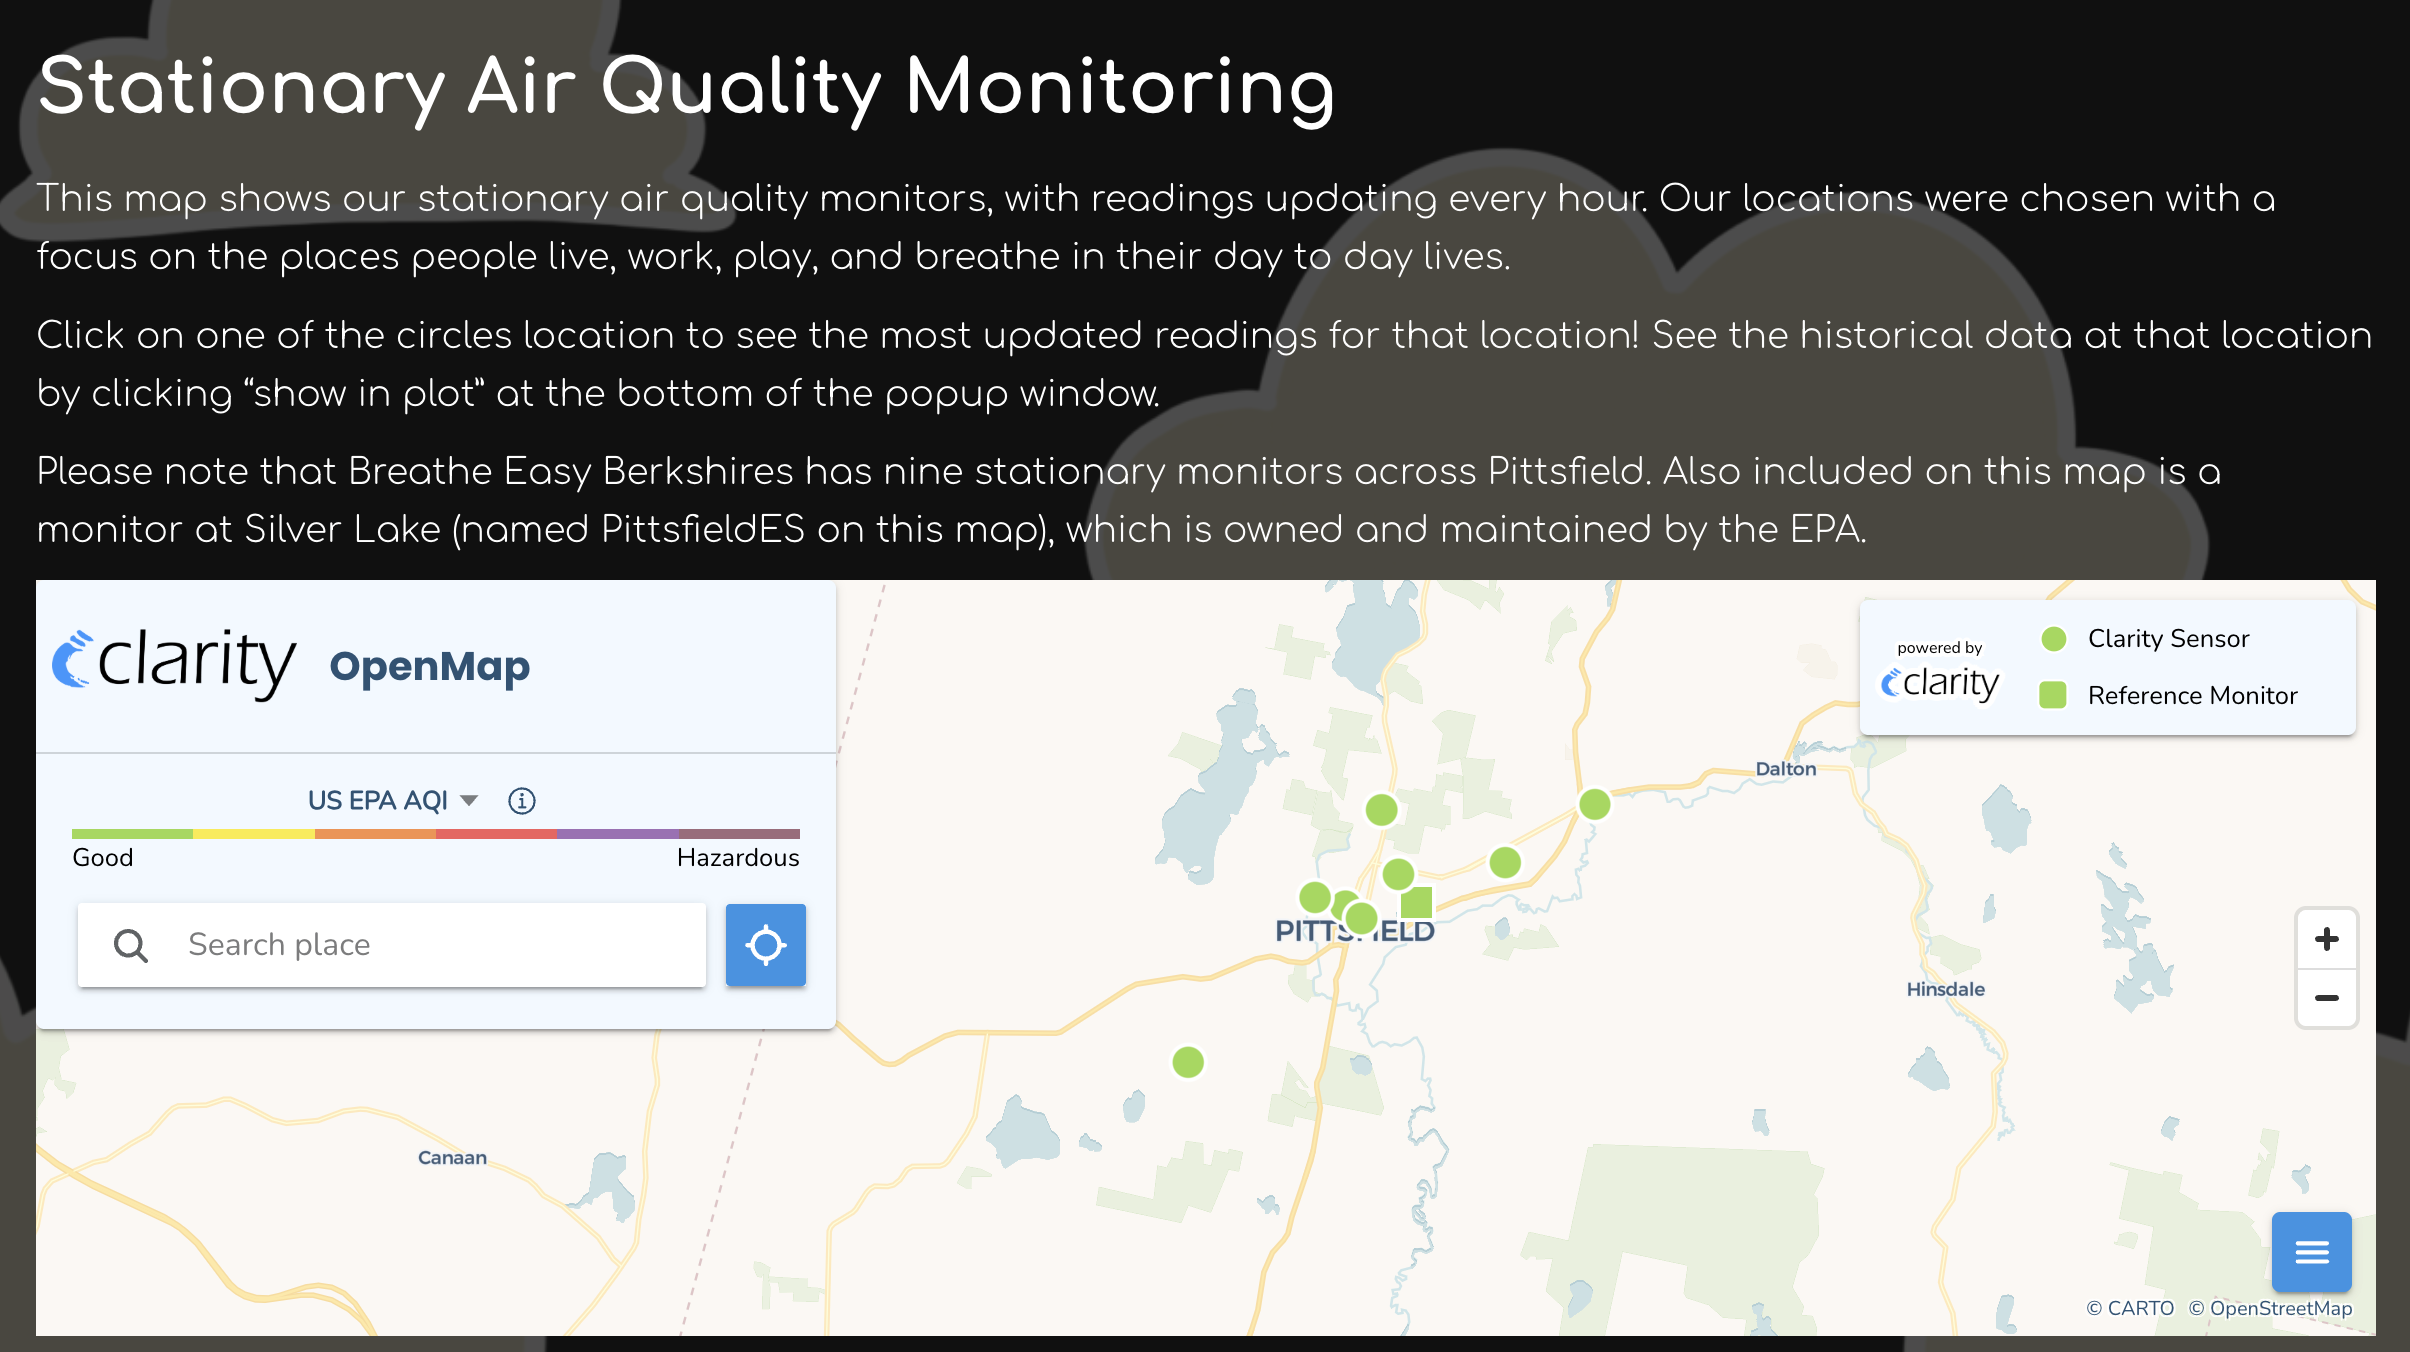 Stationary Air Quality Monitoring
This map shows our stationary air quality monitors, with readings updating every hour. Our locations were chosen with a
focus on the places people live, work, play, and breathe in their day to day lives.
Click on one of the circles location to see the most updated readings for that location! See the historical data at that location
by clicking “show in plot” at the bottom of the popup window.
Please note that Breathe Easy Berkshires has nine stationary monitors across Pittsfield. Also included on this map is a
monitor at Silver Lake (named PittsfieldES on this map), which is owned and maintained by the EPA.
clarity OpenMap
US EPA AQI
Good Hazardous
Search place
powered by
clarity
Clarity Sensor
Reference Monitor
Dalton
PITTSFIELD
Hinsdale
Canaan
© CARTO © OpenStreetMap